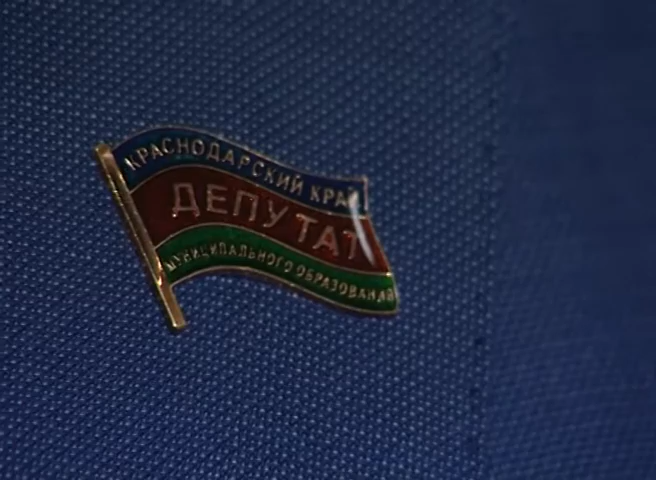 КРАСНОДАРСКИЙ КРАЙ
ДЕПУТАТ
МУНИЦИПАЛЬНОГО ОБРАЗОВАНИЯ